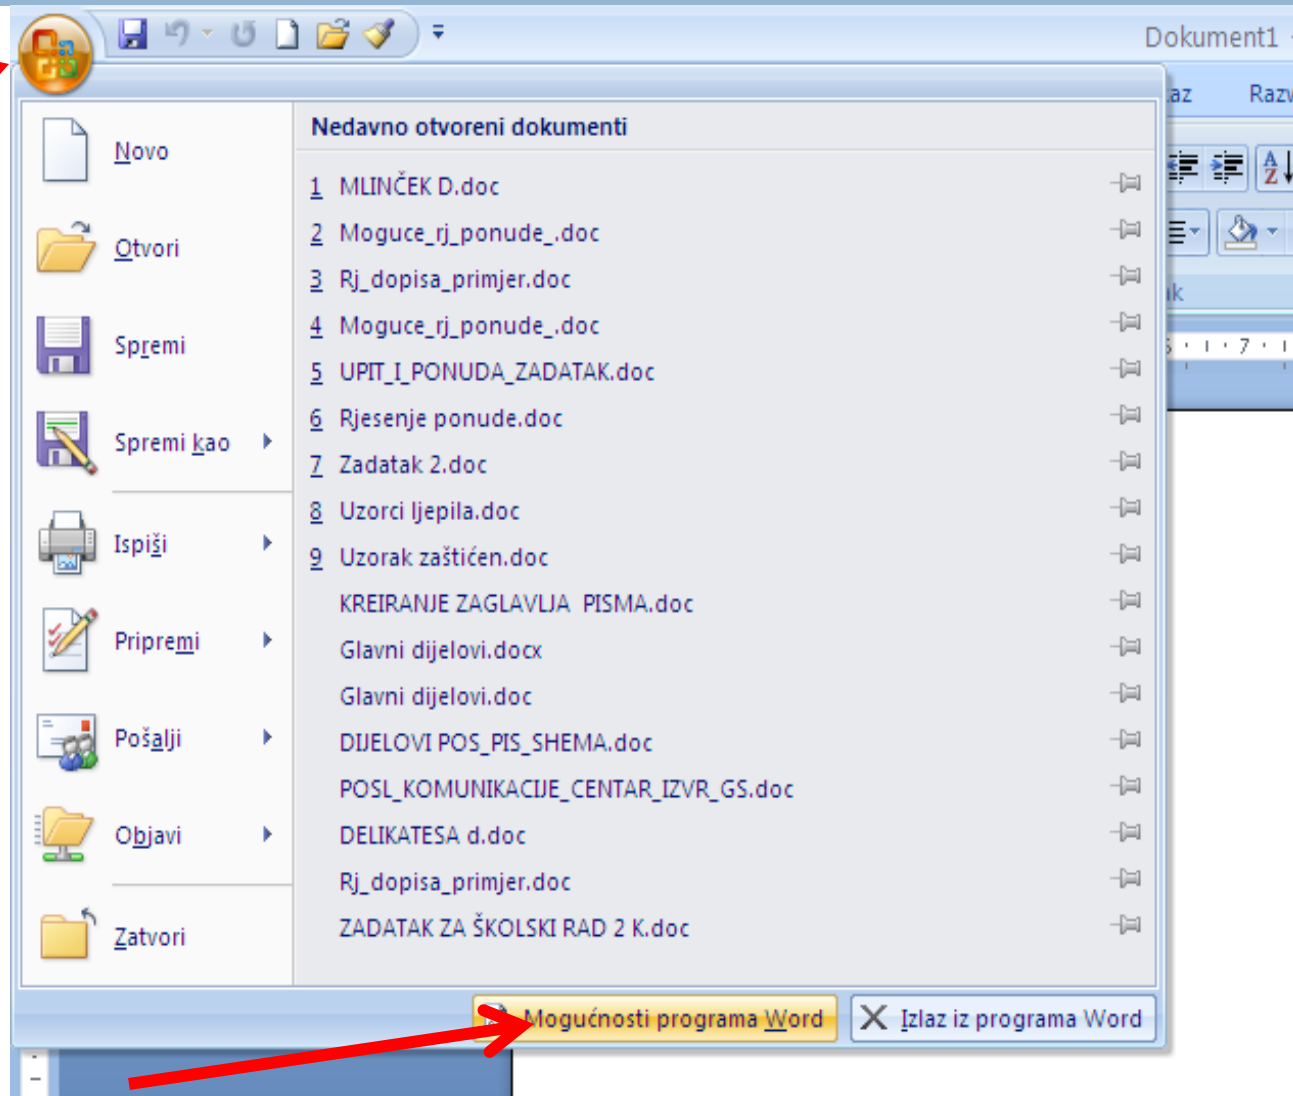 Dokument1 -
az Razv
Novo
Otvori
Spremi
Spremi kao
Ispiši
Pripremi
Pošalji
Objavi
Zatvori
Nedavno otvoreni dokumenti
1 MLINČEK D.doc
2 Moguce_rj_ponude_.doc
3 Rj_dopisa_primjer.doc
4 Moguce_rj_ponude_.doc
5 UPIT_I_PONUDA_ZADATAK.doc
6 Rjesenje ponude.doc
7 Zadatak 2.doc
8 Uzorci ljepila.doc
9 Uzorak zaštićen.doc
KREIRANJE ZAGLAVLJA PISMA.doc
Glavni dijelovi.docx
Glavni dijelovi.doc
DIJELOVI POS_PIS_SHEMA.doc
POSL_KOMUNIKACIJE_CENTAR_IZVR_GS.doc
DELIKATESA d.doc
Rj_dopisa_primjer.doc
ZADATAK ZA ŠKOLSKI RAD 2 K.doc
A
Z
ak
7
Mogućnosti programa Word
Izlaz iz programa Word